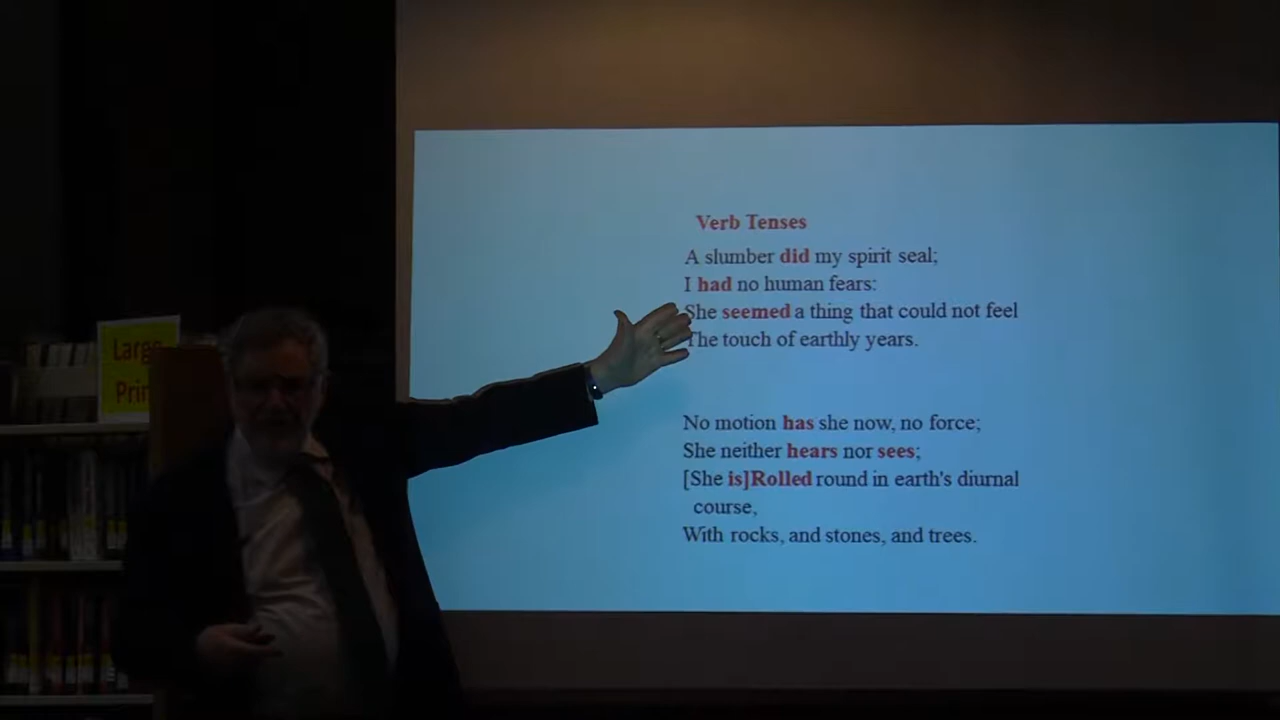 Large
Print
Verb Tenses
A slumber did my spirit seal;
I had no human fears:
She seemed a thing that could not feel
The touch of earthly years.
No motion has she now, no force;
She neither hears nor sees;
[She is]Rolled round in earth's diurnal
course,
With rocks, and stones, and trees.